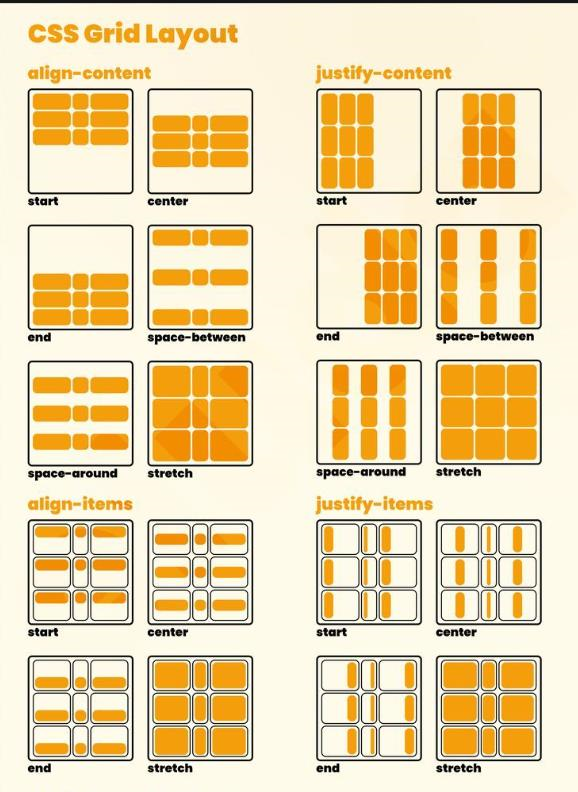 CSS Grid Layout
align-content
start
center
end
space-between
space-around
stretch
justify-content
start
center
end
space-between
space-around
stretch
align-items
start
center
end
stretch
justify-items
start
center
end
stretch